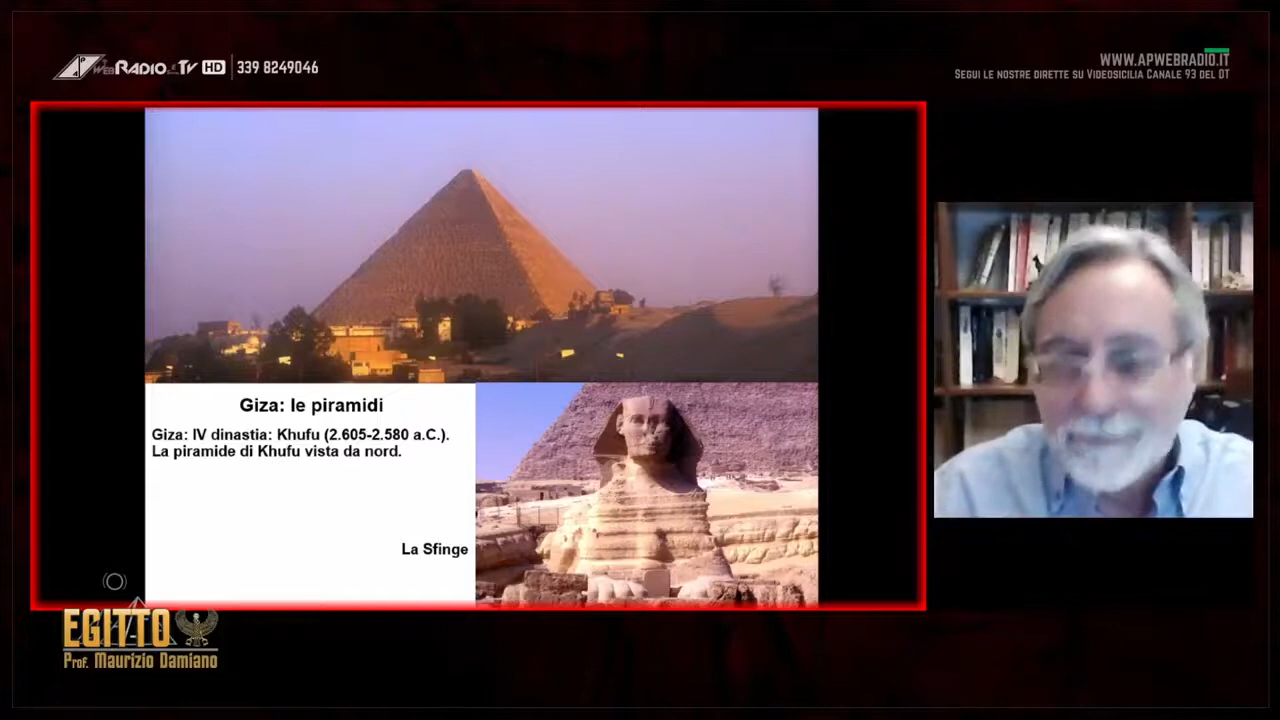 WEB RADIO E TV HD 339 8249046
WWW.APWEBRADIO.IT
SEGUI LE NOSTRE DIRETTE SU VIDEOSICILIA CANALE 93 DEL DT
Giza: le piramidi
Giza: IV dinastia: Khufu (2.605-2.580 a.C.).
La piramide di Khufu vista da nord.
La Sfinge
EGITTO
Prof. Maurizio Damiano